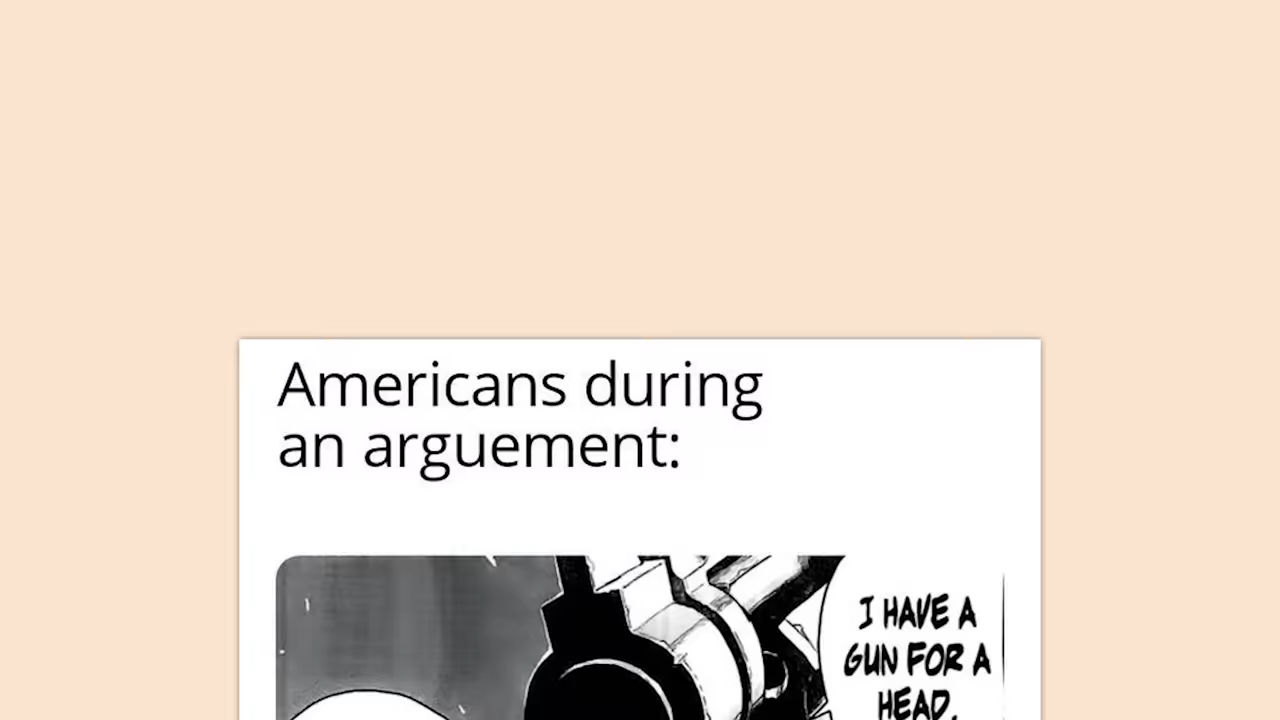 Americans during
an arguement:
I HAVE A
GUN FOR A
HEAD.